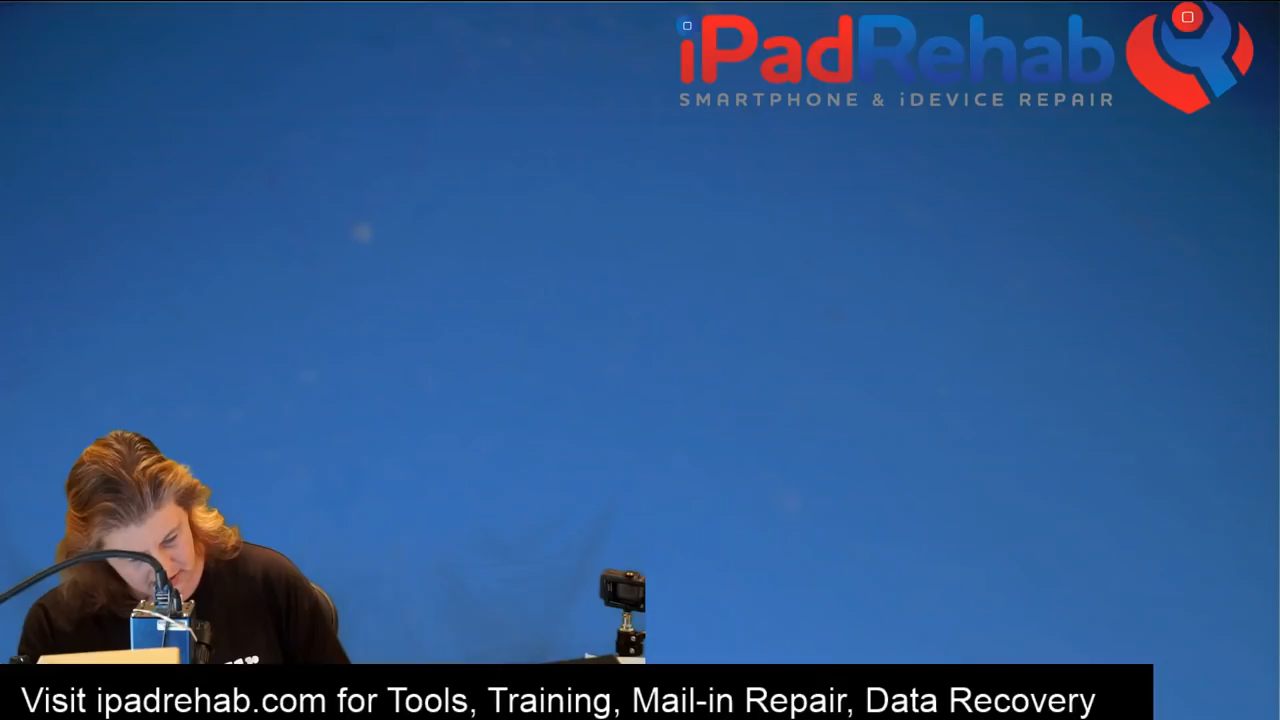 iPadRehab
SMARTPHONE & iDEVICE REPAIR
Visit ipadrehab.com for Tools, Training, Mail-in Repair, Data Recovery